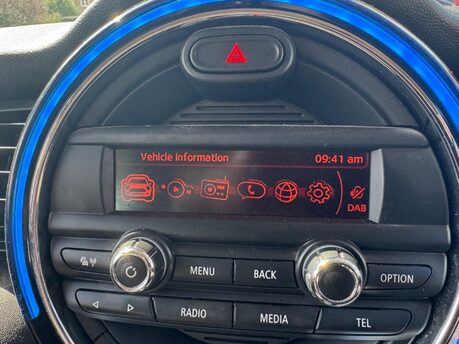 Vehicle information 09:41 am
DAB
MENU BACK OPTION
RADIO MEDIA TEL